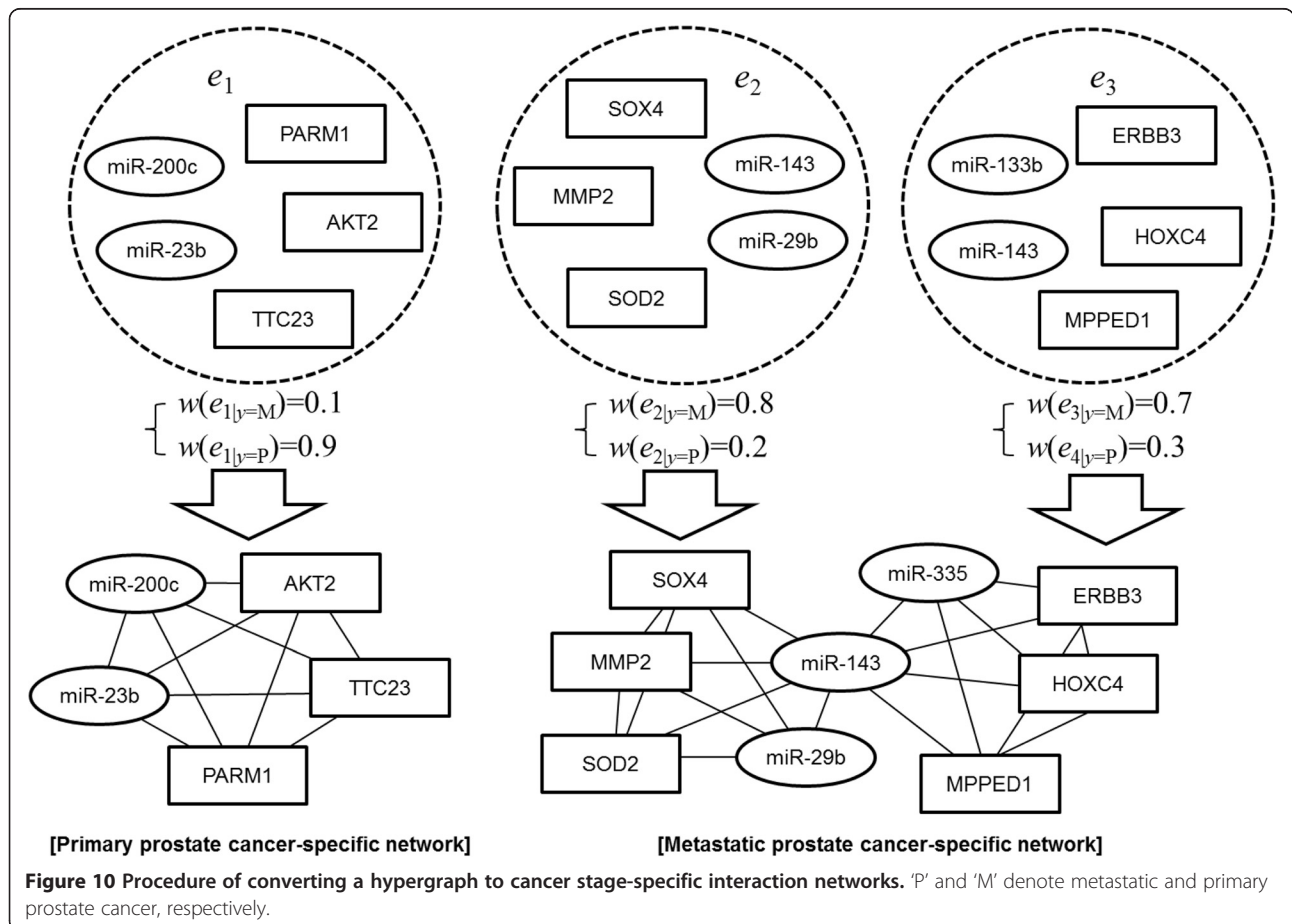 e1
PARM1
miR-200c
AKT2
miR-23b
TTC23
e2
SOX4
miR-143
MMP2
miR-29b
SOD2
e3
ERBB3
miR-133b
HOXC4
miR-143
MPPED1
w(e1|y=M)=0.1
w(e1|y=P)=0.9
w(e2|y=M)=0.8
w(e2|y=P)=0.2
w(e3|y=M)=0.7
w(e4|y=P)=0.3
miR-200c
AKT2
miR-23b
TTC23
PARM1
SOX4
miR-335
ERBB3
MMP2
miR-143
HOXC4
SOD2
miR-29b
MPPED1
[Primary prostate cancer-specific network]
[Metastatic prostate cancer-specific network]
Figure 10 Procedure of converting a hypergraph to cancer stage-specific interaction networks. ‘P’ and ‘M’ denote metastatic and primary
prostate cancer, respectively.